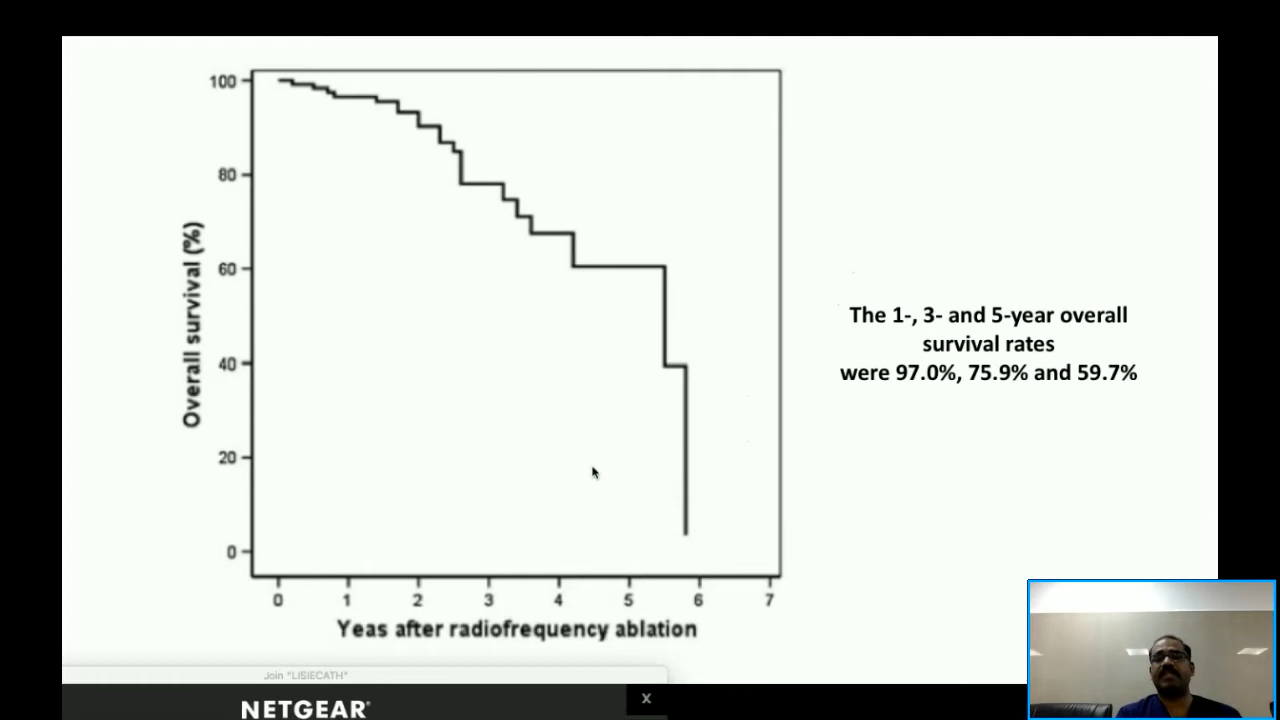 100
80
60
40
20
0
Overall survival (%)
0 1 2 3 4 5 6 7
Yeas after radiofrequency ablation
The 1-, 3- and 5-year overall
survival rates
were 97.0%, 75.9% and 59.7%
Join "LISIECATH"
NETGEAR®
X